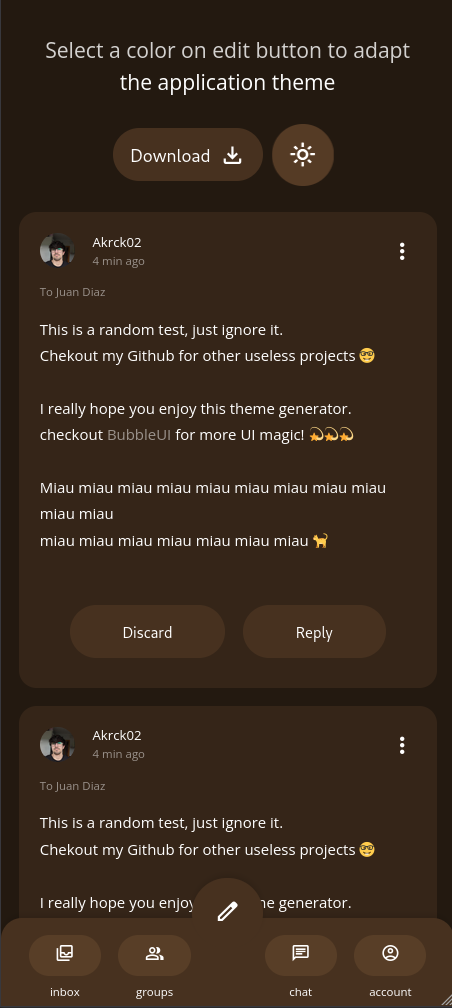 Select a color on edit button to adapt
the application theme
Download
Akrck02
4 min ago
To Juan Diaz
This is a random test, just ignore it.
Chekout my Github for other useless projects 🤓
I really hope you enjoy this theme generator.
checkout BubbleUI for more UI magic! 💫💫💫
Miau miau miau miau miau miau miau miau miau
miau miau
miau miau miau miau miau miau miau 🐈
Discard
Reply
Akrck02
4 min ago
To Juan Diaz
This is a random test, just ignore it.
Chekout my Github for other useless projects 🤓
I really hope you enjoy me generator.
inbox
groups
chat
account